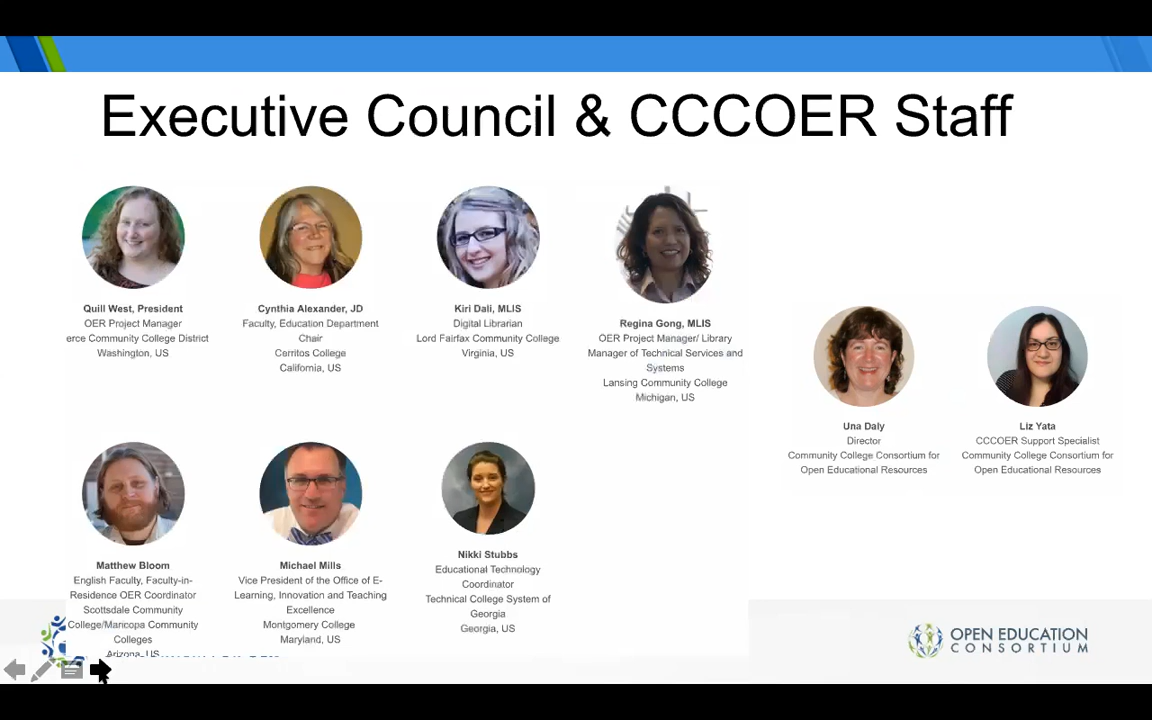 Executive Council & CCCOER Staff
Quill West, President
OER Project Manager
erce Community College District
Washington, US
Cynthia Alexander, JD
Faculty, Education Department
Chair
Cerritos College
California, US
Kiri Dali, MLIS
Digital Librarian
Lord Fairfax Community College
Virginia, US
Regina Gong, MLIS
OER Project Manager/ Library
Manager of Technical Services and
Systems
Lansing Community College
Michigan, US
Una Daly
Director
Community College Consortium for
Open Educational Resources
Liz Yata
CCCOER Support Specialist
Community College Consortium for
Open Educational Resources
Matthew Bloom
English Faculty, Faculty-in-
Residence OER Coordinator
Scottsdale Community
College/Maricopa Community
Colleges
Arizona, US
Michael Mills
Vice President of the Office of E-
Learning, Innovation and Teaching
Excellence
Montgomery College
Maryland, US
Nikki Stubbs
Educational Technology
Coordinator
Technical College System of
Georgia
Georgia, US
OPEN EDUCATION
CONSORTIUM